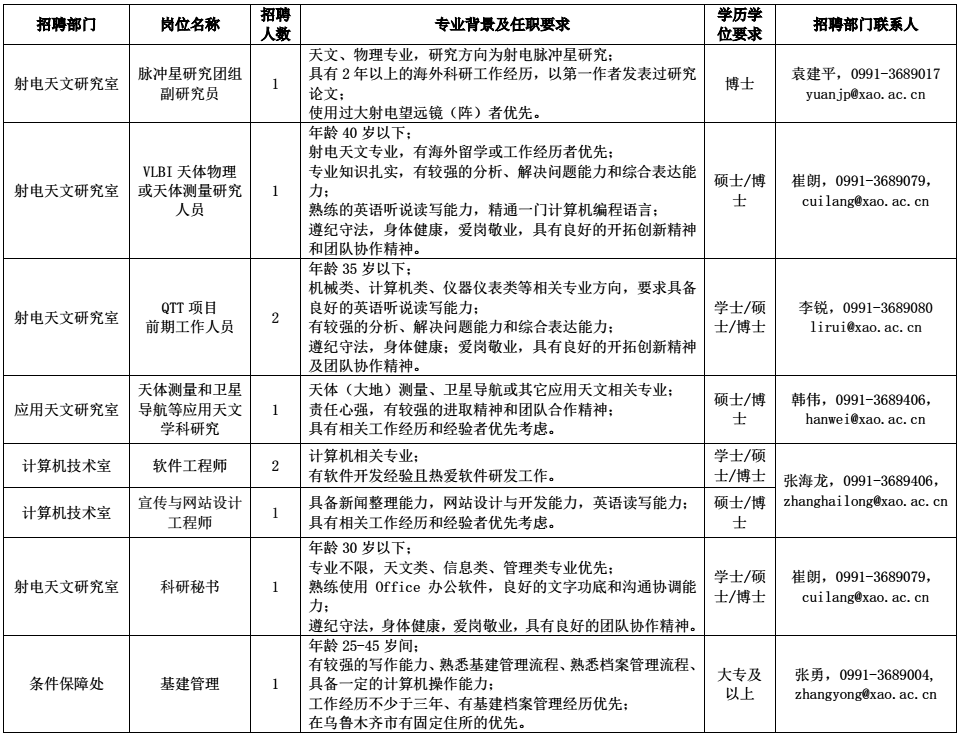 招聘部门
岗位名称
招聘
人数
专业背景及任职要求
学历学
位要求
招聘部门联系人
射电天文研究室
脉冲星研究团组
副研究员
1
天文、物理专业，研究方向为射电脉冲星研究；
具有 2 年以上的海外科研工作经历，以第一作者发表过研究
论文；
使用过大射电望远镜（阵）者优先。
博士
袁建平，0991-3689017
yuanjp@xao.ac.cn
射电天文研究室
VLBI 天体物理
或天体测量研究
人员
1
年龄 40 岁以下；
射电天文专业，有海外留学或工作经历者优先；
专业知识扎实，有较强的分析、解决问题能力和综合表达能
力；
熟练的英语听说读写能力，精通一门计算机编程语言；
遵纪守法，身体健康，爱岗敬业，具有良好的开拓创新精神
和团队协作精神。
硕士/博
士
崔朗，0991-3689079，
cuilang@xao.ac.cn
射电天文研究室
QTT 项目
前期工作人员
2
年龄 35 岁以下；
机械类、计算机类、仪器仪表类等相关专业方向，要求具备
良好的英语听说读写能力；
有较强的分析、解决问题能力和综合表达能力；
遵纪守法，身体健康；爱岗敬业，具有良好的开拓创新精神
及团队协作精神。
学士/硕
士/博士
李锐，0991-3689080
lirui@xao.ac.cn
应用天文研究室
天体测量和卫星
导航等应用天文
学科研究
1
天体（大地）测量、卫星导航或其它应用天文相关专业；
责任心强，有较强的进取精神和团队合作精神；
具有相关工作经历和经验者优先考虑。
硕士/博
士
韩伟，0991-3689406，
hanwei@xao.ac.cn
计算机技术室
软件工程师
2
计算机相关专业；
有软件开发经验且热爱软件研发工作。
学士/硕
士/博士
张海龙，0991-3689406，
zhanghailong@xao.ac.cn
计算机技术室
宣传与网站设计
工程师
1
具备新闻整理能力，网站设计与开发能力，英语读写能力；
具有相关工作经历和经验者优先考虑。
硕士/博
士
射电天文研究室
科研秘书
1
年龄 30 岁以下；
专业不限，天文类、信息类、管理类专业优先；
熟练使用 Office 办公软件，良好的文字功底和沟通协调能
力；
遵纪守法，身体健康，爱岗敬业，具有良好的团队协作精神。
学士/硕
士/博士
崔朗，0991-3689079，
cuilang@xao.ac.cn
条件保障处
基建管理
1
年龄 25-45 岁间；
有较强的写作能力、熟悉基建管理流程、熟悉档案管理流程、
具备一定的计算机操作能力；
工作经历不少于三年、有基建档案管理经历优先；
在乌鲁木齐市有固定住所的优先。
大专及
以上
张勇，0991-3689004,
zhangyong@xao.ac.cn